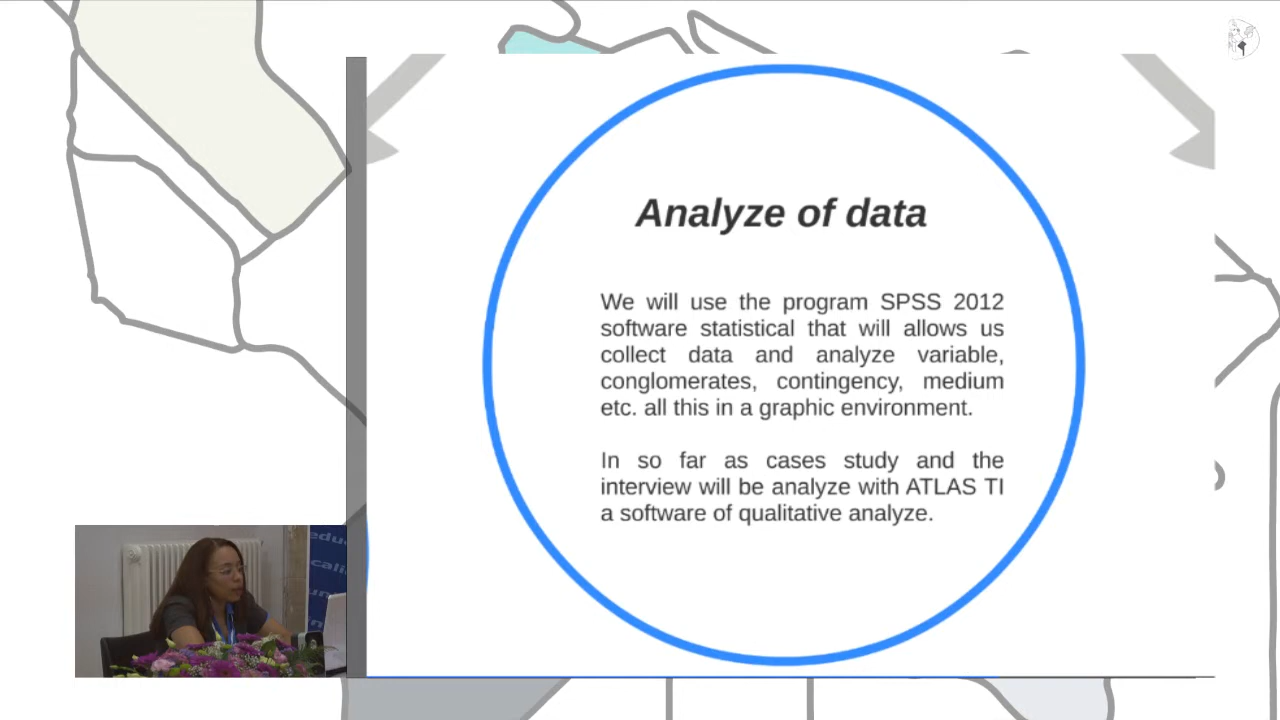 Analyze of data
We will use the program SPSS 2012
software statistical that will allows us
collect data and analyze variable,
conglomerates, contingency, medium
etc. all this in a graphic environment.
In so far as cases study and the
interview will be analyze with ATLAS TI
a software of qualitative analyze.